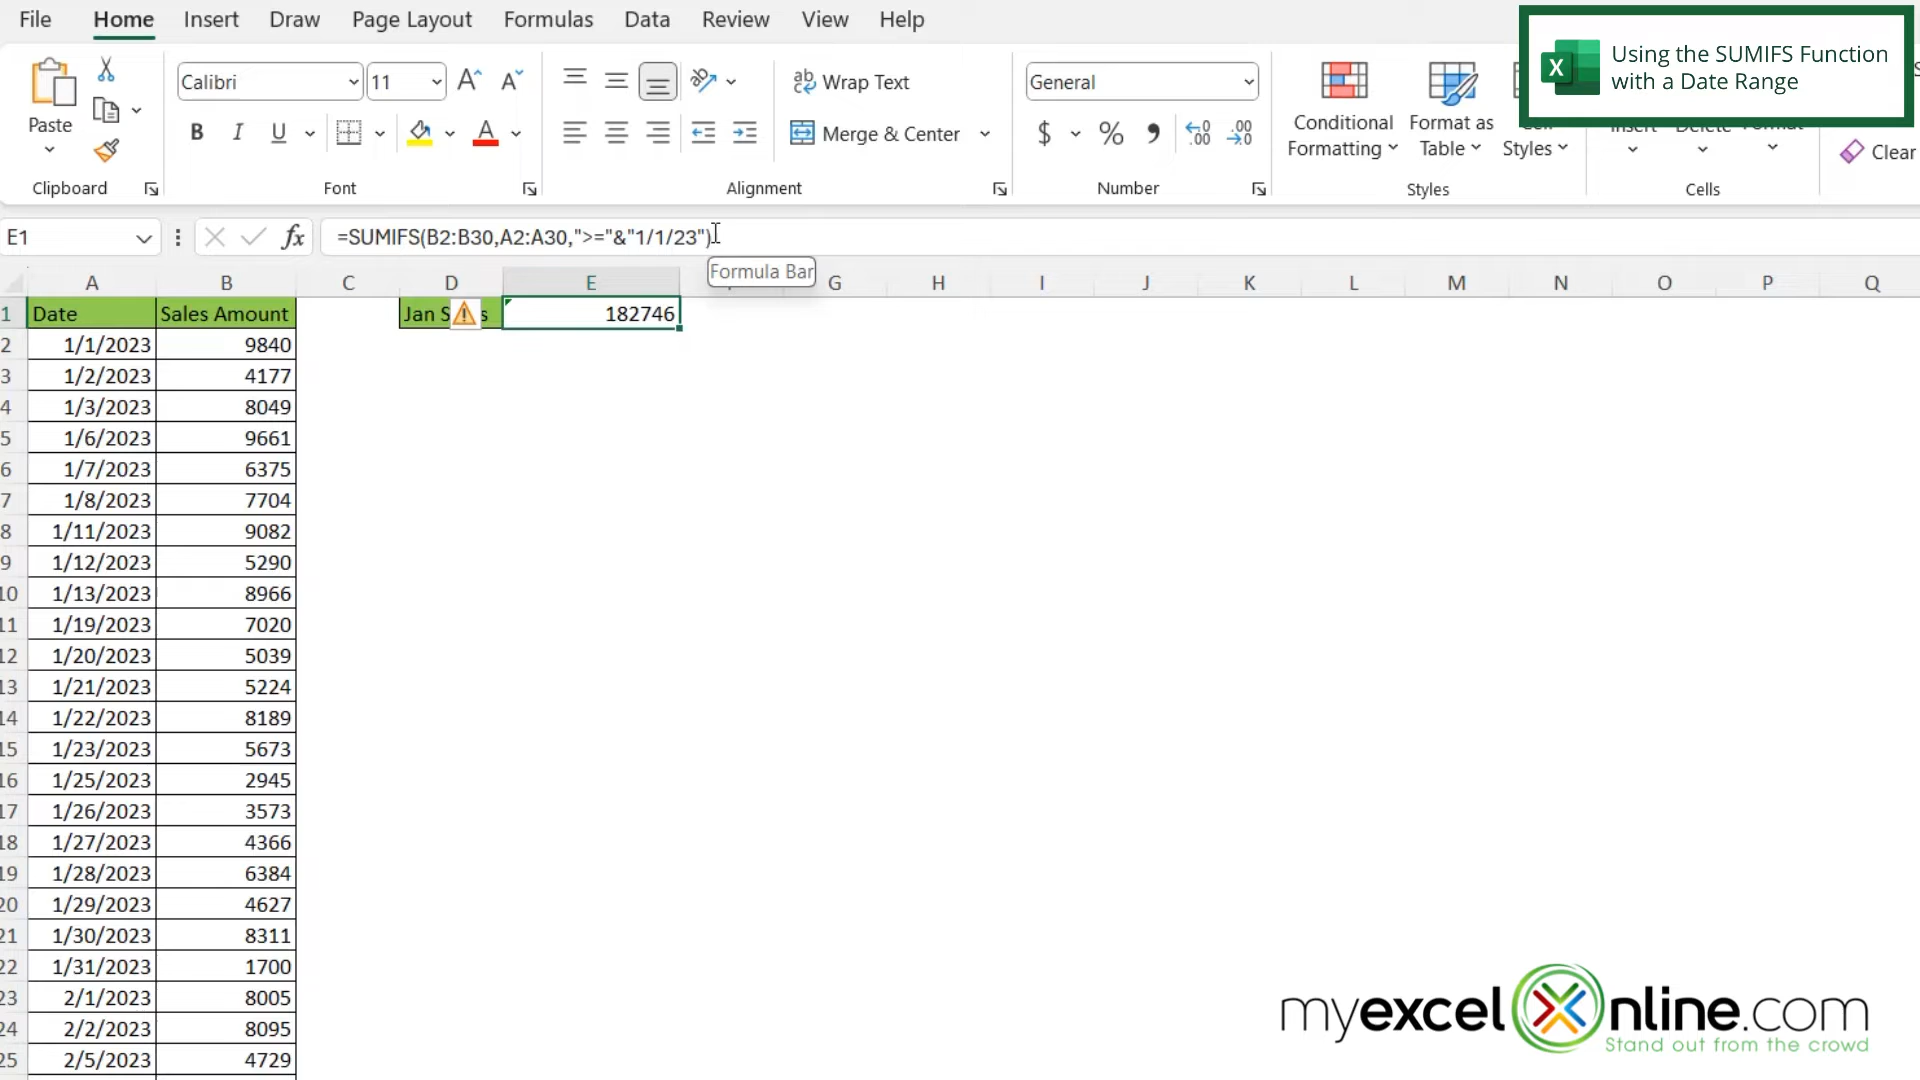 File Home Insert Draw Page Layout Formulas Data Review View Help
Using the SUMIFS Function
with a Date Range
Paste
Calibri 11
Wrap Text
Merge & Center
General
Conditional
Formatting
Format as
Table
Styles
Clear
Clipboard Font Alignment Number Styles Cells
E1 fx =SUMIFS(B2:B30,A2:A30,">="&"1/1/23")
Formula Bar
A B C D E G H I J K L M N O P Q
1 Date Sales Amount Jan S s 182746
2 1/1/2023 9840
3 1/2/2023 4177
4 1/3/2023 8049
5 1/6/2023 9661
6 1/7/2023 6375
7 1/8/2023 7704
8 1/11/2023 9082
9 1/12/2023 5290
10 1/13/2023 8966
11 1/19/2023 7020
12 1/20/2023 5039
13 1/21/2023 5224
14 1/22/2023 8189
15 1/23/2023 5673
16 1/25/2023 2945
17 1/26/2023 3573
18 1/27/2023 4366
19 1/28/2023 6384
20 1/29/2023 4627
21 1/30/2023 8311
22 1/31/2023 1700
23 2/1/2023 8005
24 2/2/2023 8095
25 2/5/2023 4729
myexcelonline.com
Stand out from the crowd